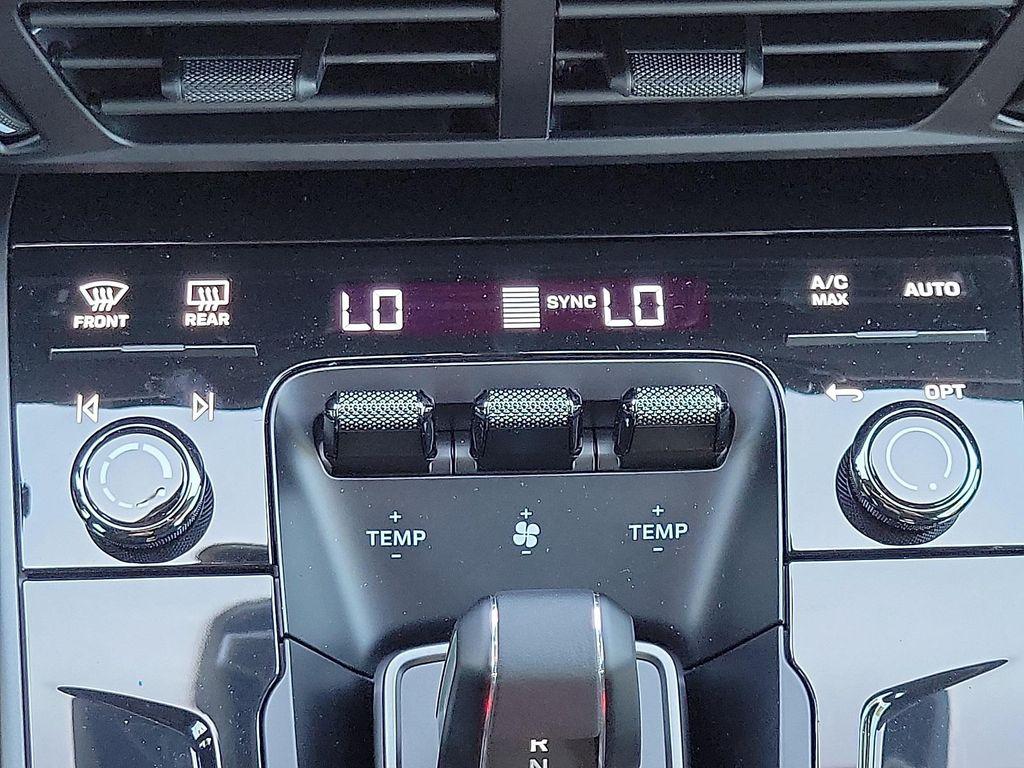 FRONT
REAR
LO
SYNC
LO
A/C
MAX
AUTO
OPT
+
TEMP
−
+
−
+
TEMP
−
R
N